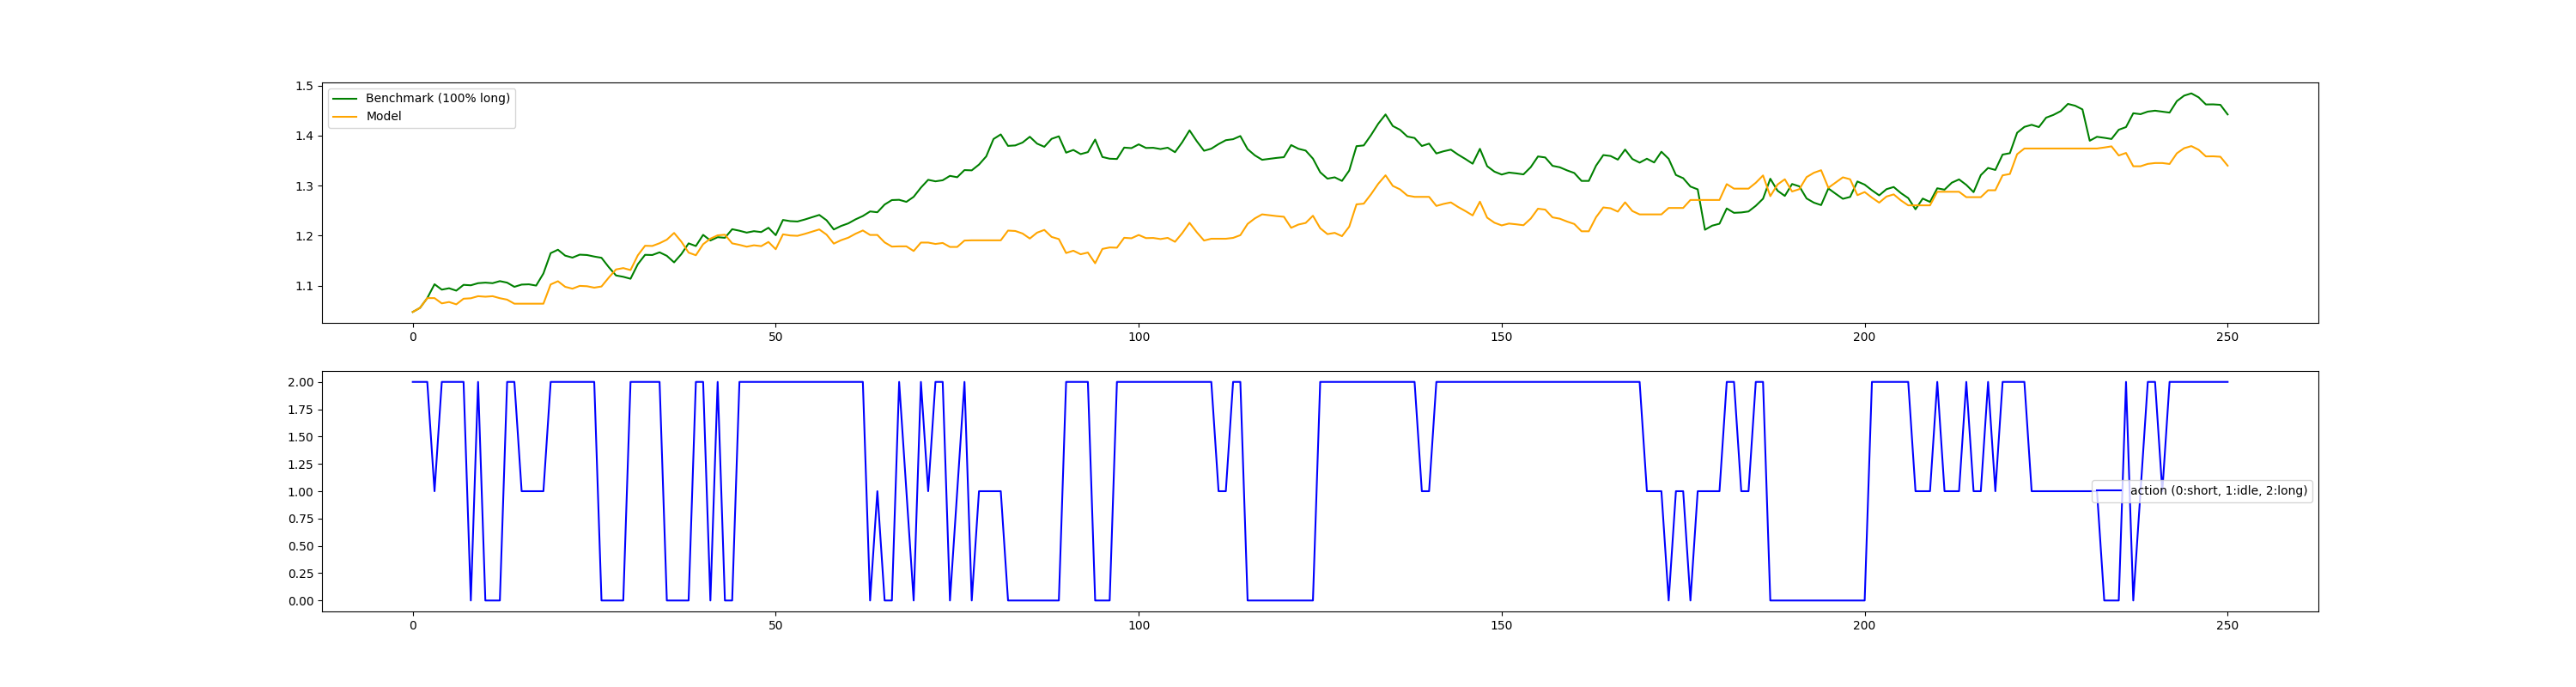 1.5
1.4
1.3
1.2
1.1
Benchmark (100% long)
Model
0 50 100 150 200 250
2.00
1.75
1.50
1.25
1.00
0.75
0.50
0.25
0.00
action (0:short, 1:idle, 2:long)
0 50 100 150 200 250